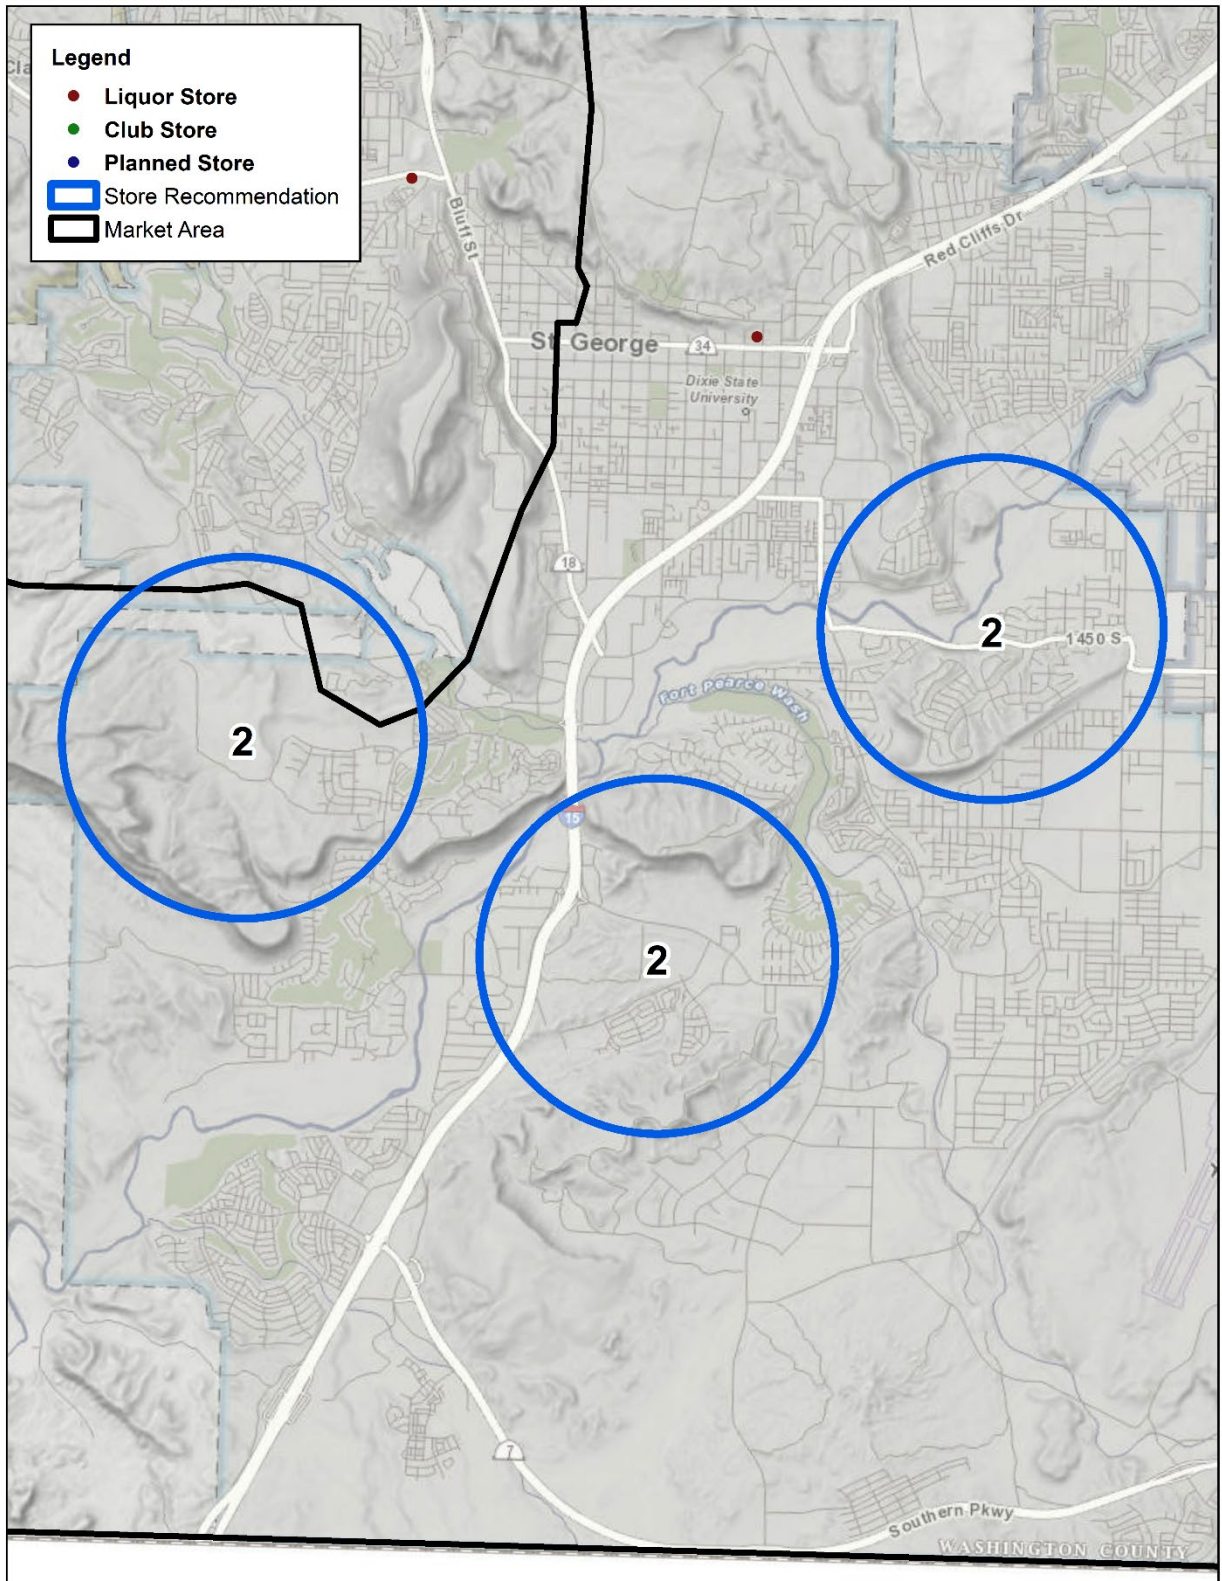 Legend
Cla
Liquor Store
Club Store
Planned Store
Store Recommendation
Market Area
Bluff St
Red Cliffs Dr
St George
34
Dixie State
University
18
2
1450 S
Fort Pearce Wash
2
15
2
7
Southern Pkwy
WASHINGTON COUNTY